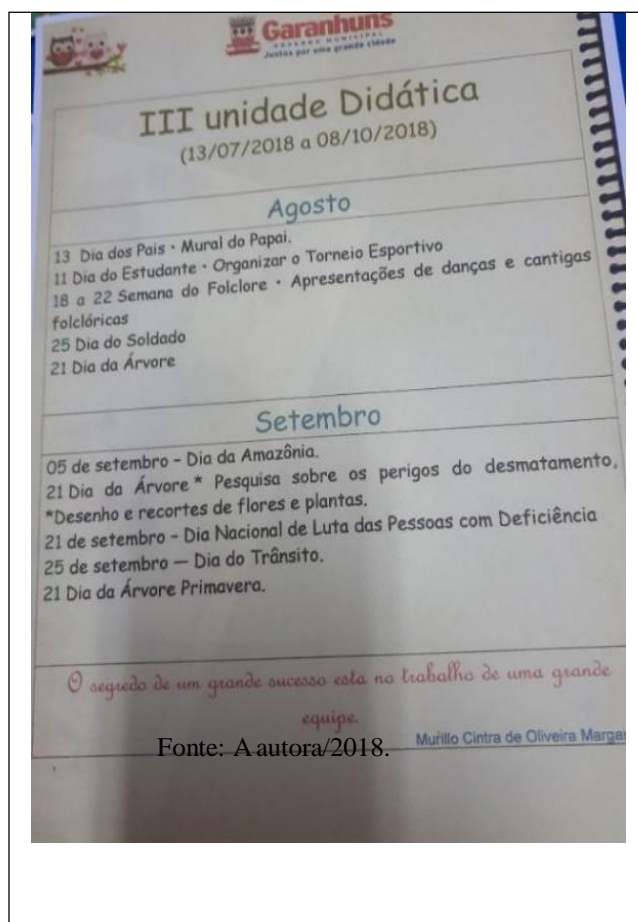 Garanhuns
GOVERNO MUNICIPAL
Juntos por uma grande cidade
III unidade Didática
(13/07/2018 a 08/10/2018)
Agosto
13 Dia dos Pais • Mural do Papai.
11 Dia do Estudante • Organizar o Torneio Esportivo
18 a 22 Semana do Folclore • Apresentações de danças e cantigas
folclóricas
25 Dia do Soldado
21 Dia da Árvore
Setembro
05 de setembro – Dia da Amazônia.
21 Dia da Árvore * Pesquisa sobre os perigos do desmatamento,
*Desenho e recortes de flores e plantas.
21 de setembro – Dia Nacional de Luta das Pessoas com Deficiência
25 de setembro — Dia do Trânsito.
21 Dia da Árvore Primavera.
O segredo de um grande sucesso esta no trabalho de uma grande
equipe.
Murillo Cintra de Oliveira Margar
Fonte: A autora/2018.